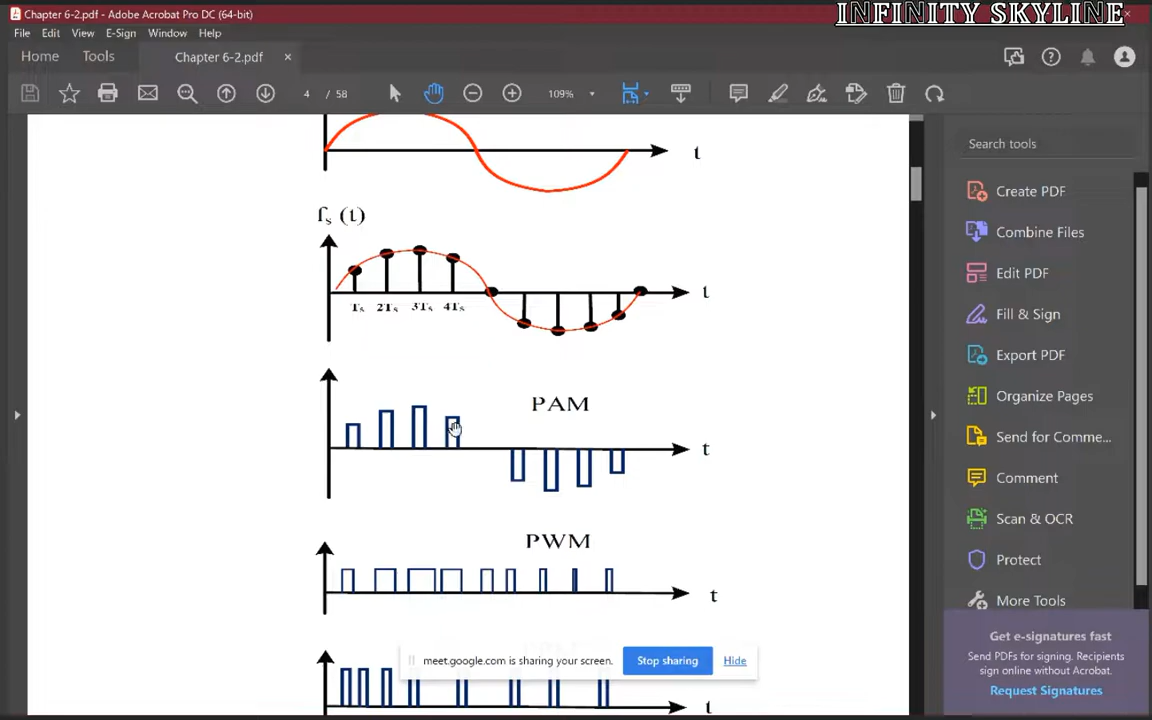 Chapter 6-2.pdf - Adobe Acrobat Pro DC (64-bit)
INFINITY SKYLINE
File Edit View E-Sign Window Help
Home Tools Chapter 6-2.pdf ×
4 / 58 109%
t
fs (t)
t
Ts 2Ts 3Ts 4Ts
PAM
t
PWM
t
t
meet.google.com is sharing your screen. Stop sharing Hide
Search tools
Create PDF
Combine Files
Edit PDF
Fill & Sign
Export PDF
Organize Pages
Send for Comme...
Comment
Scan & OCR
Protect
More Tools
Get e-signatures fast
Send PDFs for signing. Recipients
sign online without Acrobat.
Request Signatures